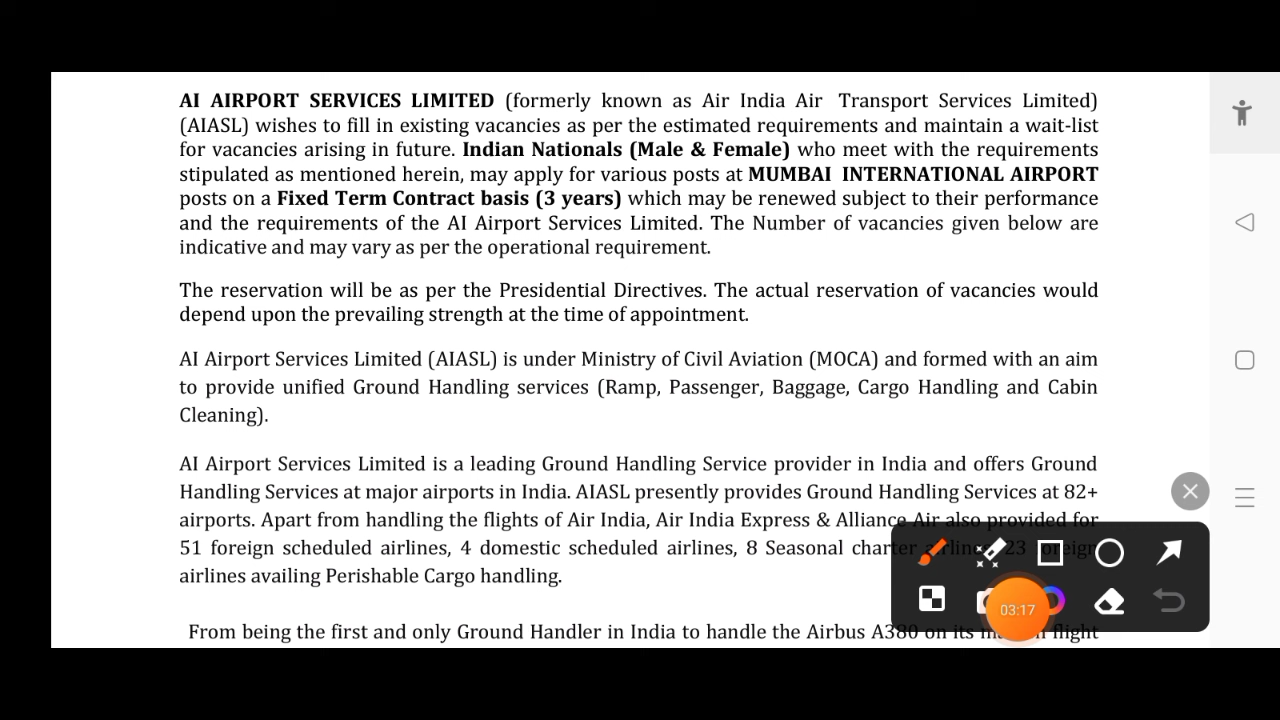 AI AIRPORT SERVICES LIMITED (formerly known as Air India Air Transport Services Limited)
(AIASL) wishes to fill in existing vacancies as per the estimated requirements and maintain a wait-list
for vacancies arising in future. Indian Nationals (Male & Female) who meet with the requirements
stipulated as mentioned herein, may apply for various posts at MUMBAI INTERNATIONAL AIRPORT
posts on a Fixed Term Contract basis (3 years) which may be renewed subject to their performance
and the requirements of the AI Airport Services Limited. The Number of vacancies given below are
indicative and may vary as per the operational requirement.
The reservation will be as per the Presidential Directives. The actual reservation of vacancies would
depend upon the prevailing strength at the time of appointment.
AI Airport Services Limited (AIASL) is under Ministry of Civil Aviation (MOCA) and formed with an aim
to provide unified Ground Handling services (Ramp, Passenger, Baggage, Cargo Handling and Cabin
Cleaning).
AI Airport Services Limited is a leading Ground Handling Service provider in India and offers Ground
Handling Services at major airports in India. AIASL presently provides Ground Handling Services at 82+
airports. Apart from handling the flights of Air India, Air India Express & Alliance Air also provided for
51 foreign scheduled airlines, 4 domestic scheduled airlines, 8 Seasonal charter airlines, 23 foreign
airlines availing Perishable Cargo handling.
03:17
From being the first and only Ground Handler in India to handle the Airbus A380 on its flight